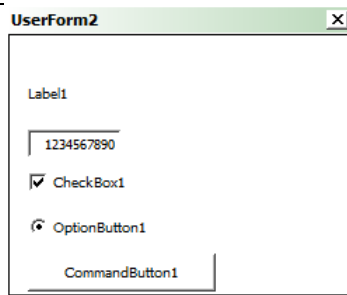 UserForm2
Label1
1234567890
CheckBox1
OptionButton1
CommandButton1